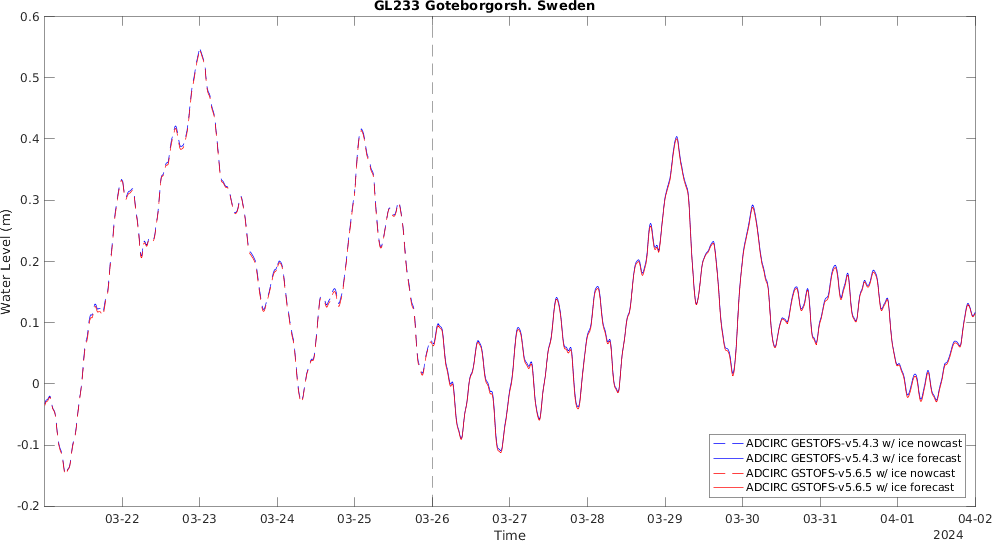 GL233 Goteborgorsh. Sweden
0.6
0.5
0.4
0.3
0.2
0.1
0
-0.1
-0.2
Water Level (m)
03-22 03-23 03-24 03-25 03-26 03-27 03-28 03-29 03-30 03-31 04-01 04-02
Time
2024
ADCIRC GESTOFS-v5.4.3 w/ ice nowcast
ADCIRC GESTOFS-v5.4.3 w/ ice forecast
ADCIRC GSTOFS-v5.6.5 w/ ice nowcast
ADCIRC GSTOFS-v5.6.5 w/ ice forecast